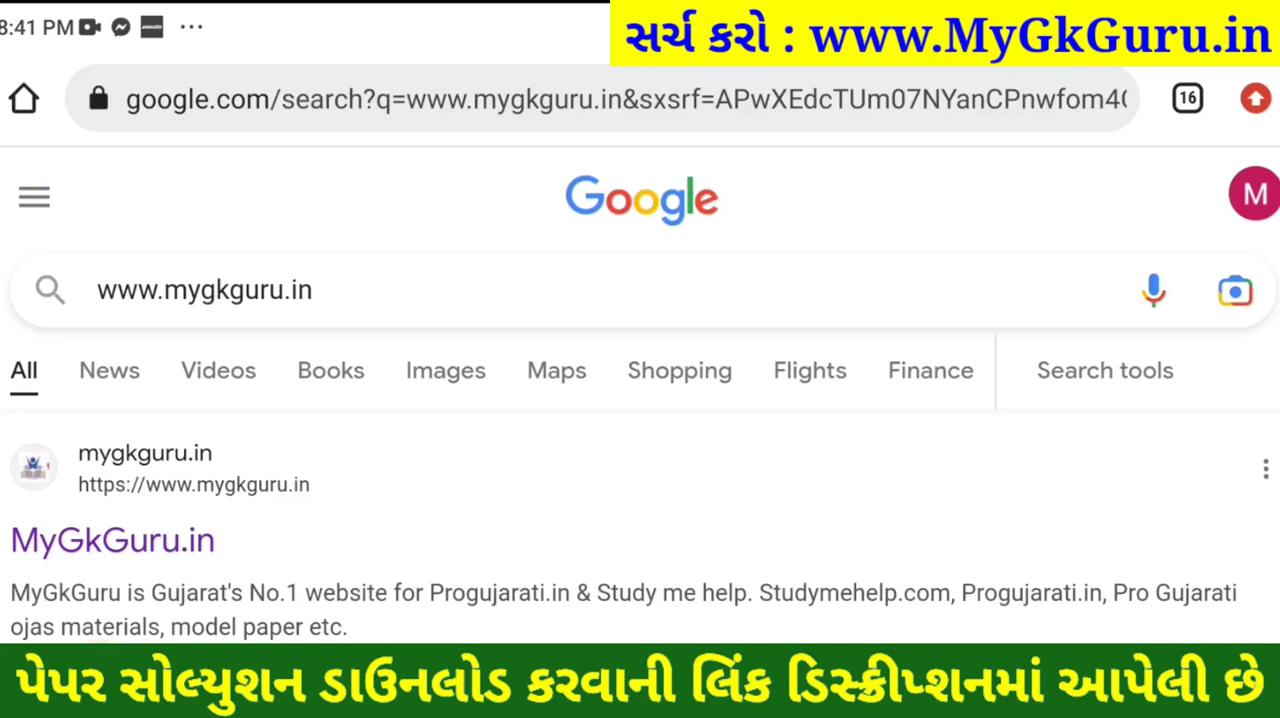 8:41 PM
સર્ચ કરો : www.MyGkGuru.in
google.com/search?q=www.mygkguru.in&sxsrf=APwXEdcTUm07NYanCPnwfom4
16
Google
M
www.mygkguru.in
All News Videos Books Images Maps Shopping Flights Finance Search tools
mygkguru.in
https://www.mygkguru.in
MyGkGuru.in
MyGkGuru is Gujarat's No.1 website for Progujarati.in & Study me help. Studymehelp.com, Progujarati.in, Pro Gujarati
ojas materials, model paper etc.
પેપર સોલ્યુશન ડાઉનલોડ કરવાની લિંક ડિસ્ક્રીપ્શનમાં આપેલી છે